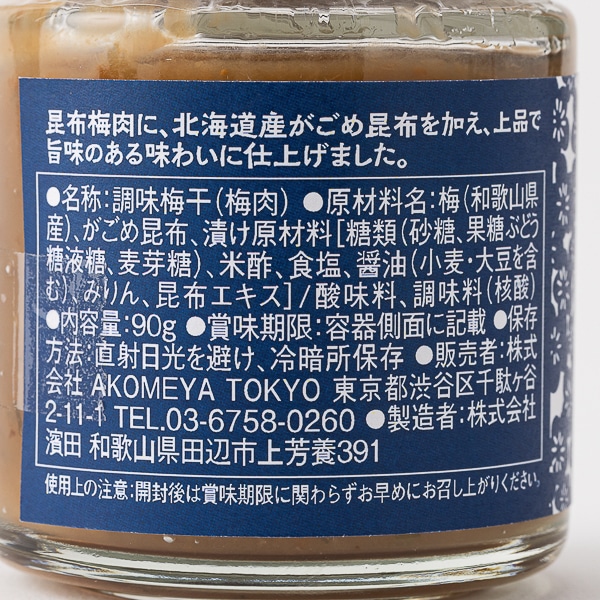 昆布梅肉に、北海道産がごめ昆布を加え、上品で
旨味のある味わいに仕上げました。
●名称:調味梅干(梅肉) ●原材料名:梅(和歌山県
産)、がごめ昆布、漬け原材料[糖類(砂糖、果糖ぶどう
糖液糖、麦芽糖)、米酢、食塩、醤油(小麦・大豆を含
む)、みりん、昆布エキス]/酸味料、調味料(核酸)
●内容量:90g ●賞味期限:容器側面に記載 ●保存
方法:直射日光を避け、冷暗所保存 ●販売者:株式
会社 AKOMEYA TOKYO 東京都渋谷区千駄ヶ谷
2-11-1 TEL.03-6758-0260 ●製造者:株式会社
濱田 和歌山県田辺市上芳養391
使用上の注意:開封後は賞味期限に関わらずお早めにお召し上がりください。